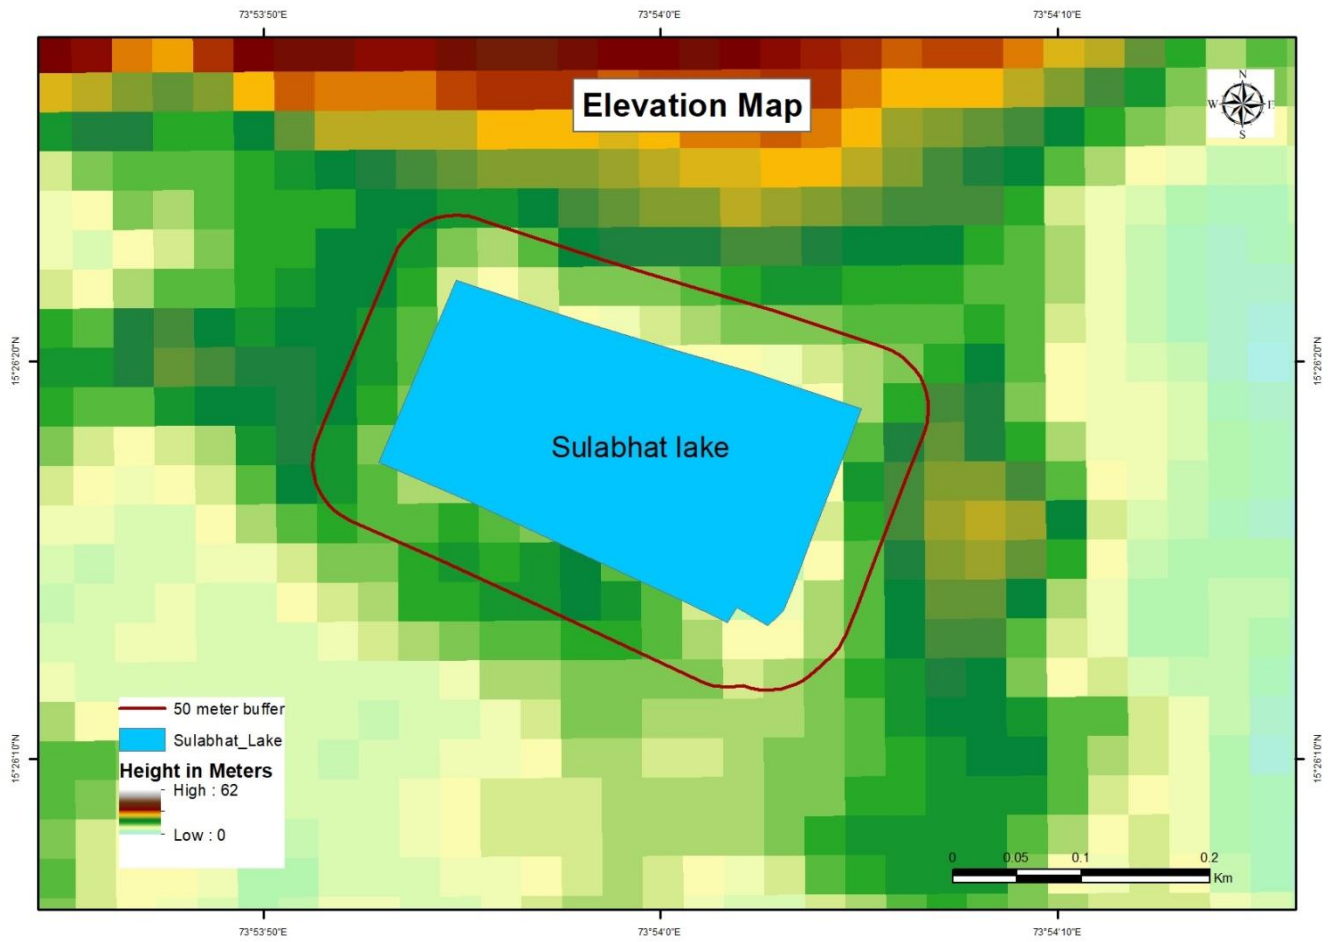 73°53'50"E 73°54'0"E 73°54'10"E
Elevation Map
N
W E
S
15°26'20"N 15°26'20"N
Sulabhat lake
50 meter buffer
Sulabhat_Lake
15°26'10"N 15°26'10"N
Height in Meters
High : 62
Low : 0
0 0.05 0.1 0.2
Km
73°53'50"E 73°54'0"E 73°54'10"E